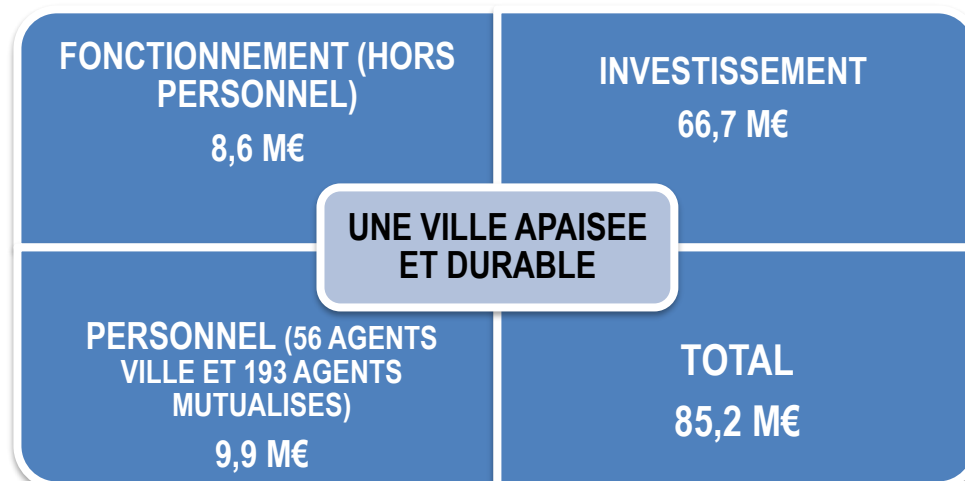 FONCTIONNEMENT (HORS
PERSONNEL)
8,6 M€
INVESTISSEMENT
66,7 M€
UNE VILLE APAISEE
ET DURABLE
PERSONNEL (56 AGENTS
VILLE ET 193 AGENTS
MUTUALISES)
9,9 M€
TOTAL
85,2 M€